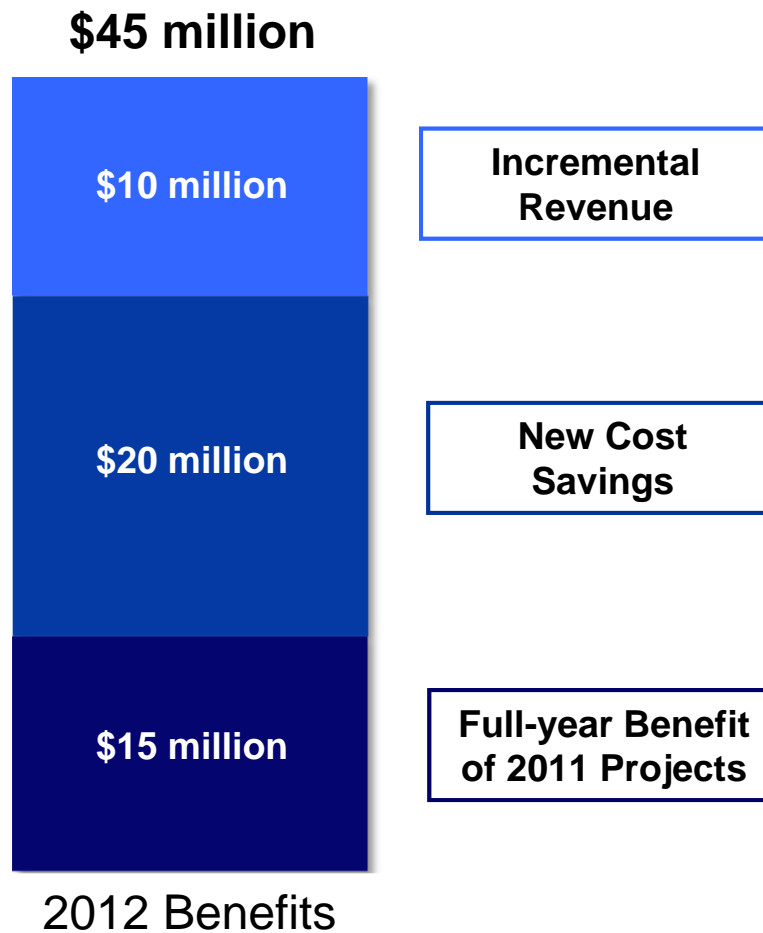 $45 million
$10 million
Incremental
Revenue
$20 million
New Cost
Savings
$15 million
Full-year Benefit
of 2011 Projects
2012 Benefits